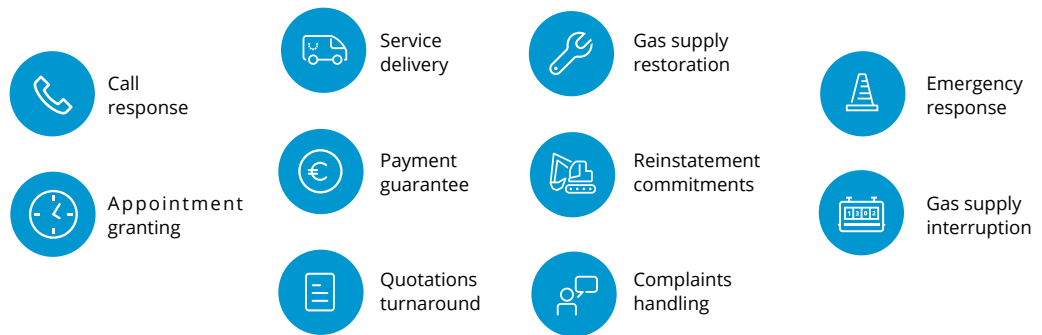 Call
response
Appointment
granting
Service
delivery
Payment
guarantee
Quotations
turnaround
Gas supply
restoration
Reinstatement
commitments
Complaints
handling
Emergency
response
1302
Gas supply
interruption